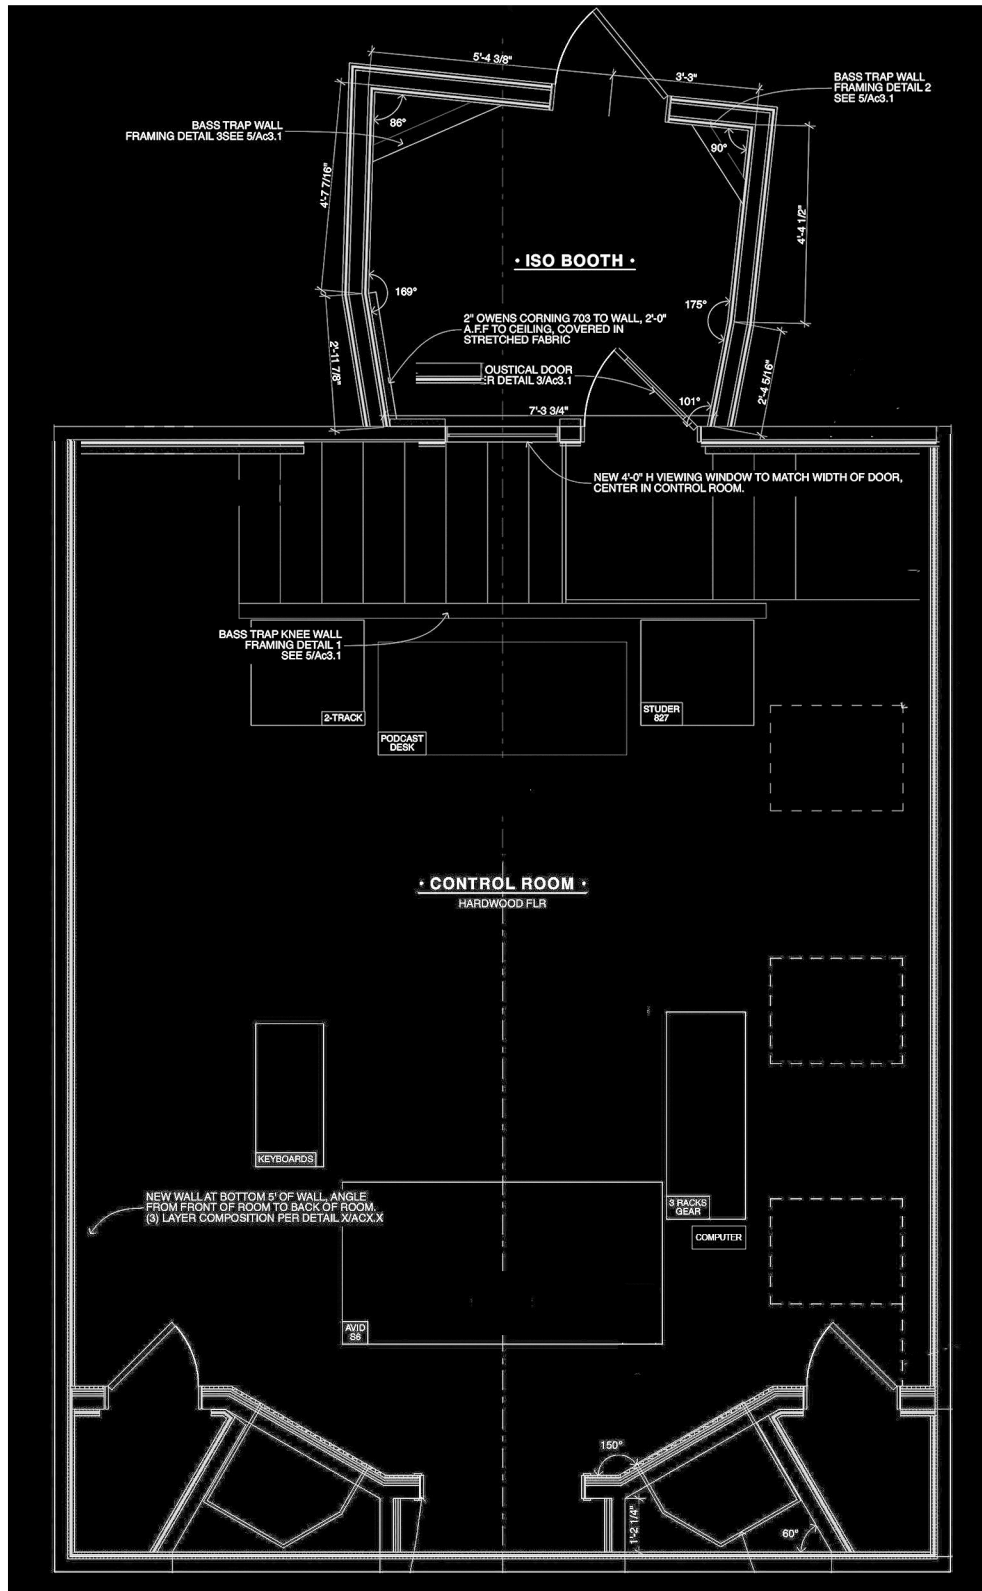 5'-4 3/8"
3'-3"
BASS TRAP WALL
FRAMING DETAIL 2
SEE 5/Ac3.1
BASS TRAP WALL
FRAMING DETAIL 3SEE 5/Ac3.1
86°
90°
4'-7 7/16"
4'-4 1/2"
• ISO BOOTH •
169°
175°
2" OWENS CORNING 703 TO WALL, 2'-0"
A.F.F TO CEILING, COVERED IN
STRETCHED FABRIC
2'-11 7/8"
OUSTICAL DOOR
R DETAIL 3/Ac3.1
2'-4 5/16"
101°
7'-3 3/4"
NEW 4'-0" H VIEWING WINDOW TO MATCH WIDTH OF DOOR,
CENTER IN CONTROL ROOM.
BASS TRAP KNEE WALL
FRAMING DETAIL 1
SEE 5/Ac3.1
2-TRACK
PODCAST
DESK
STUDER
827
• CONTROL ROOM •
HARDWOOD FLR
KEYBOARDS
NEW WALL AT BOTTOM 5' OF WALL, ANGLE
FROM FRONT OF ROOM TO BACK OF ROOM.
(3) LAYER COMPOSITION PER DETAIL X/ACX.X
3 RACKS
GEAR
COMPUTER
AVID
S6
150°
1'-2 1/4"
60°